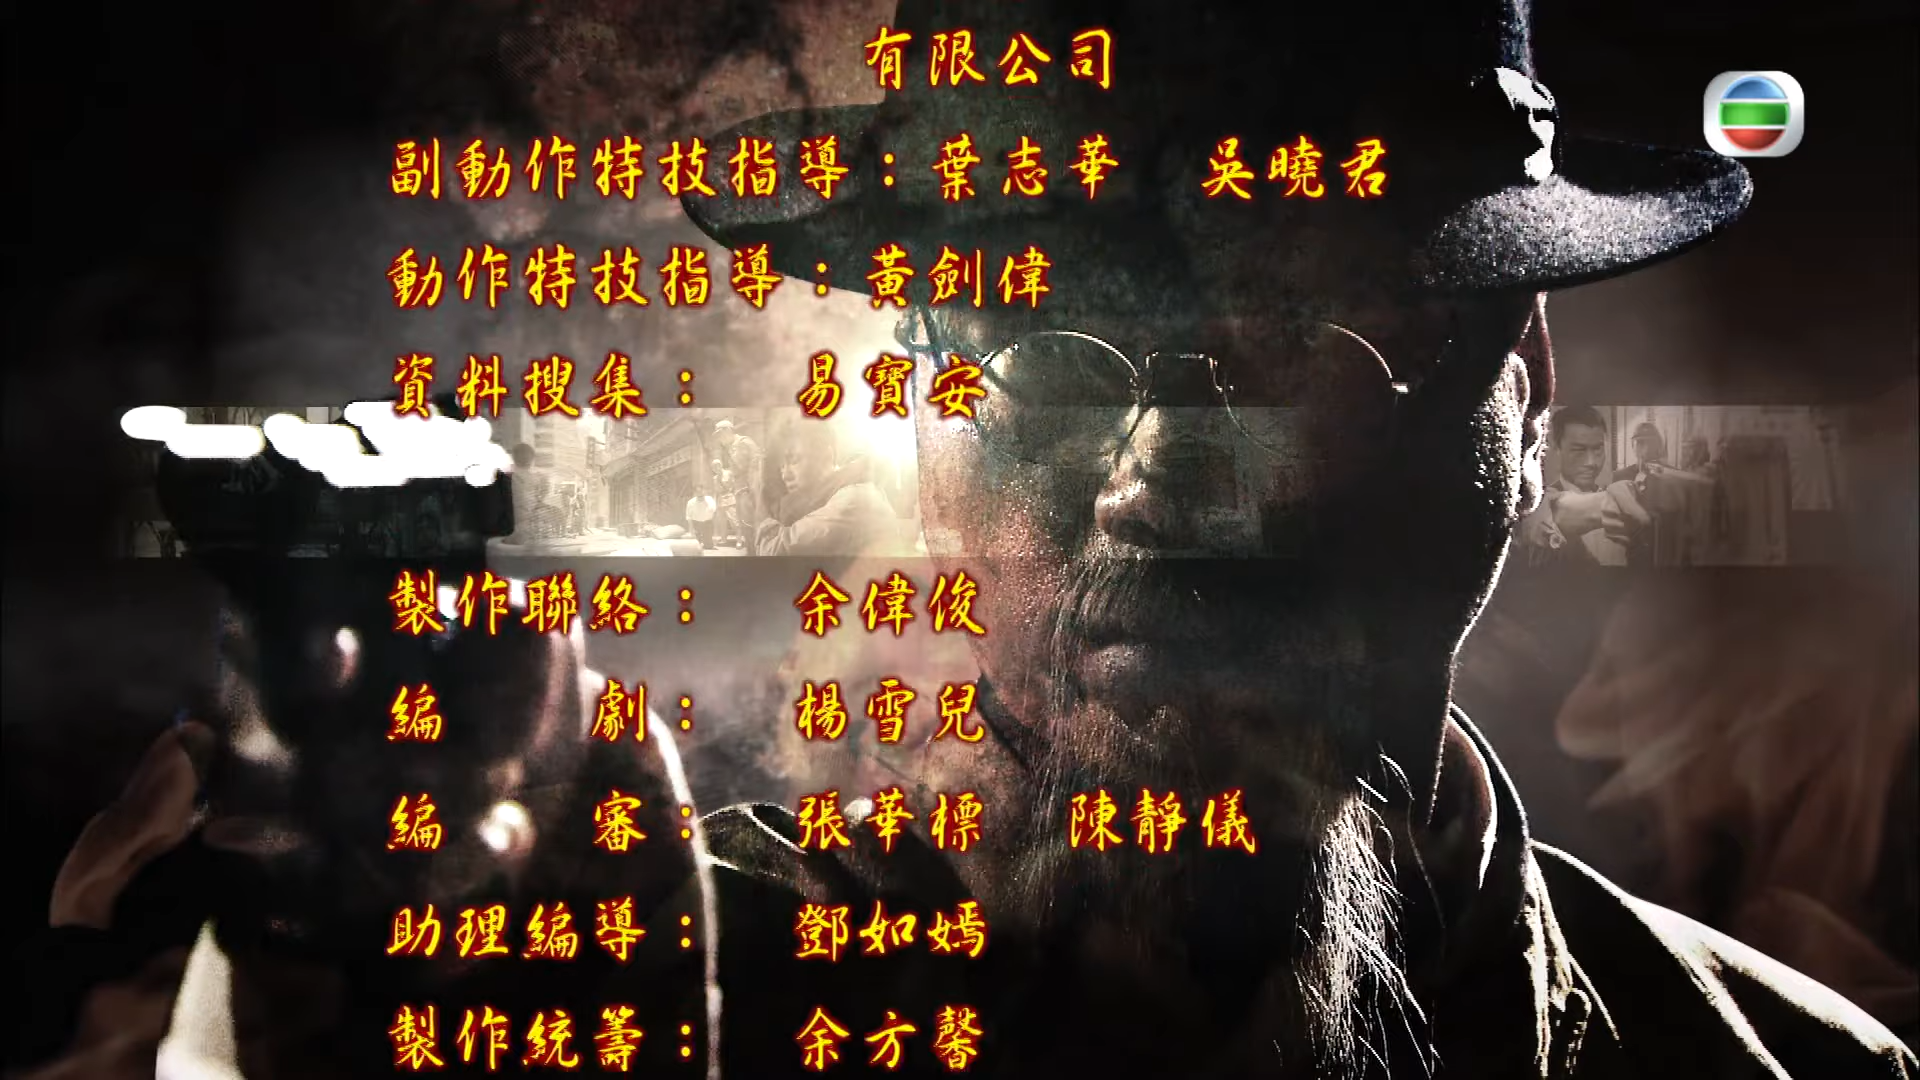 有限公司
副動作特技指導：葉志華　吳曉君
動作特技指導：黃劍偉
資料搜集：　易寶安
製作聯絡：　余偉俊
編　　劇：　楊雪兒
編　　審：　張華標　陳靜儀
助理編導：　鄧如嫣
製作統籌：　余方馨